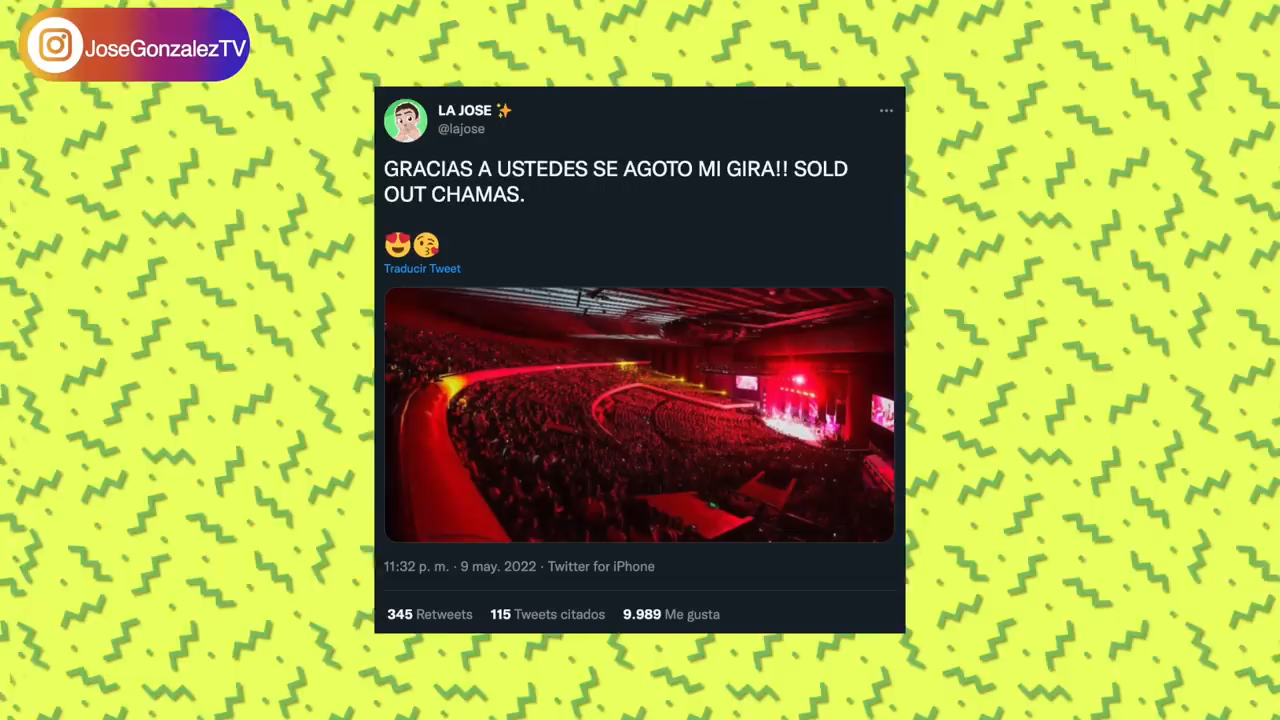 JoseGonzalezTV
LA JOSE ✨
@lajose
GRACIAS A USTEDES SE AGOTO MI GIRA!! SOLD
OUT CHAMAS.
😍😘
Traducir Tweet
11:32 p. m. · 9 may. 2022 · Twitter for iPhone
345 Retweets 115 Tweets citados 9.989 Me gusta